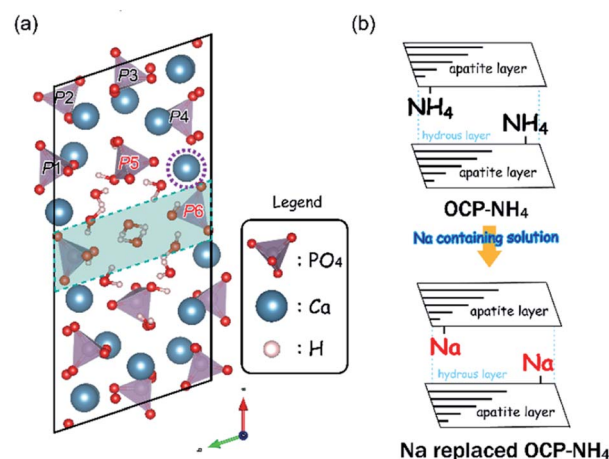 (a)
P3
P2
P4
P1
P5
P6
Legend
: PO4
: Ca
: H
(b)
apatite layer
NH4
NH4
hydrous layer
apatite layer
OCP-NH4
Na containing solution
apatite layer
Na
Na
hydrous layer
apatite layer
Na replaced OCP-NH4